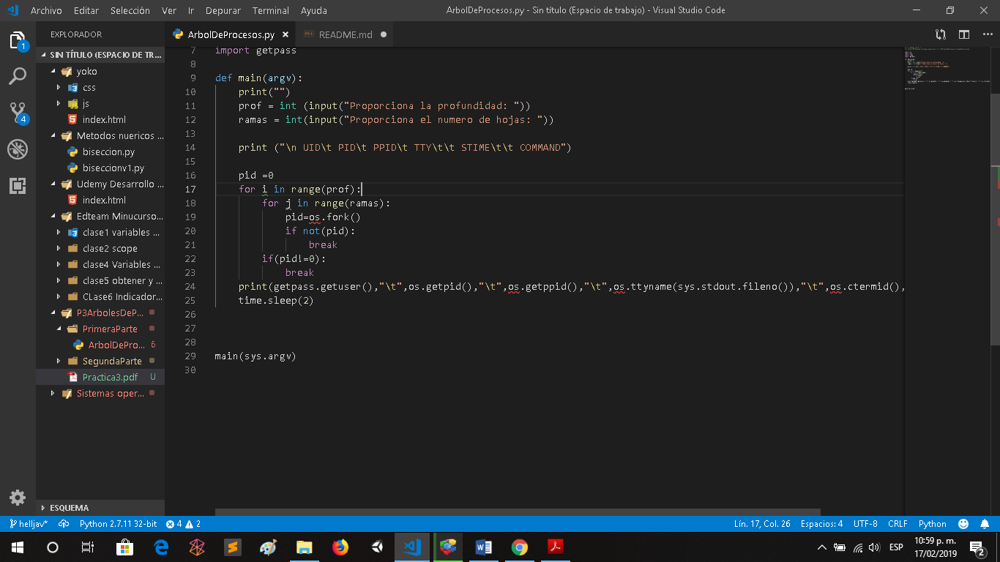 Archivo Editar Selección Ver Ir Depurar Terminal Ayuda ArbolDeProcesos.py - Sin título (Espacio de trabajo) - Visual Studio Code
EXPLORADOR
ArbolDeProcesos.py
README.md
1
SIN TÍTULO (ESPACIO DE TR...
yoko
css
js
index.html
4
Metodos nuericos ...
biseccion.py
biseccionv1.py
Udemy Desarrollo ...
index.html
Edteam Minucurso...
clase1 variables ...
clase2 scope
clase4 Variables ...
clase5 obtener y ...
CLase6 Indicador...
P3ArbolesDeP...
PrimeraParte
ArbolDePro... 6
SegundaParte
Practica3.pdf U
Sistemas oper...
ESQUEMA
7 import getpass
8
9 def main(argv):
10 print("")
11 prof = int (input("Proporciona la profundidad: "))
12 ramas = int(input("Proporciona el numero de hojas: "))
13
14 print ("\n UID\t PID\t PPID\t TTY\t\t STIME\t\t COMMAND")
15
16 pid =0
17 for i in range(prof):
18 for j in range(ramas):
19 pid=os.fork()
20 if not(pid):
21 break
22 if(pid!=0):
23 break
24 print(getpass.getuser(),"\t",os.getpid(),"\t",os.getppid(),"\t",os.ttyname(sys.stdout.fileno()),"\t",os.ctermid(),
25 time.sleep(2)
26
27
28
29 main(sys.argv)
30
helljav* Python 2.7.11 32-bit 4 2 Lín. 17, Col. 26 Espacios: 4 UTF-8 CRLF Python
ESP
10:59 p. m.
17/02/2019
2